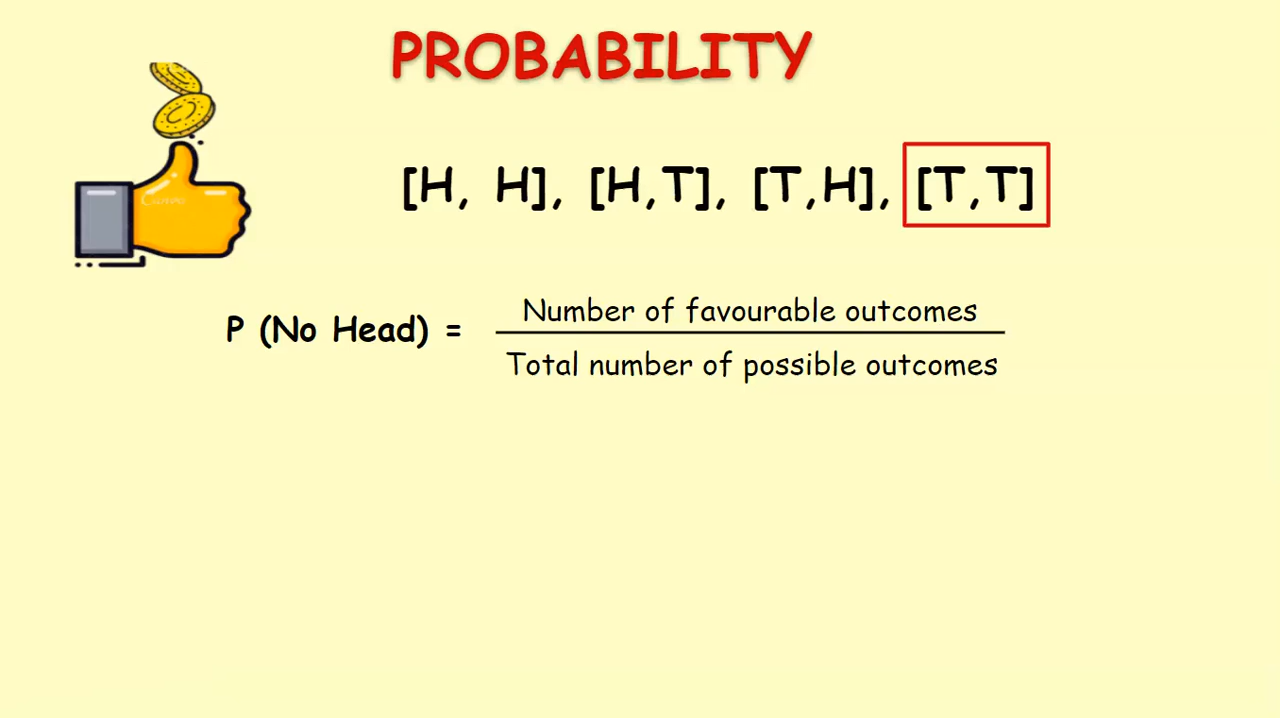 PROBABILITY
[H, H], [H,T], [T,H], [T,T]
P (No Head) = Number of favourable outcomes
Total number of possible outcomes